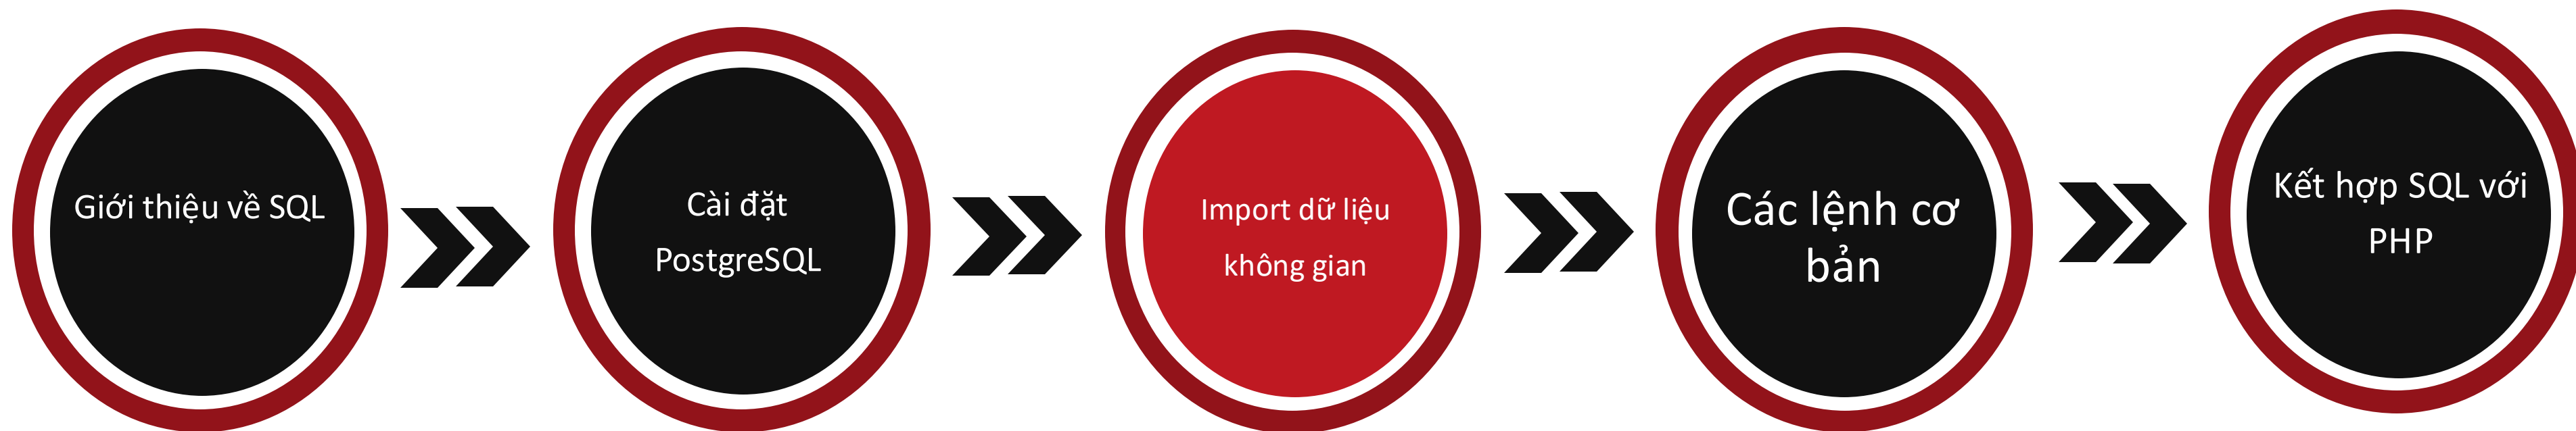 Giới thiệu về SQL
Cài đặt
PostgreSQL
Import dữ liệu
không gian
Các lệnh cơ
bản
Kết hợp SQL với
PHP